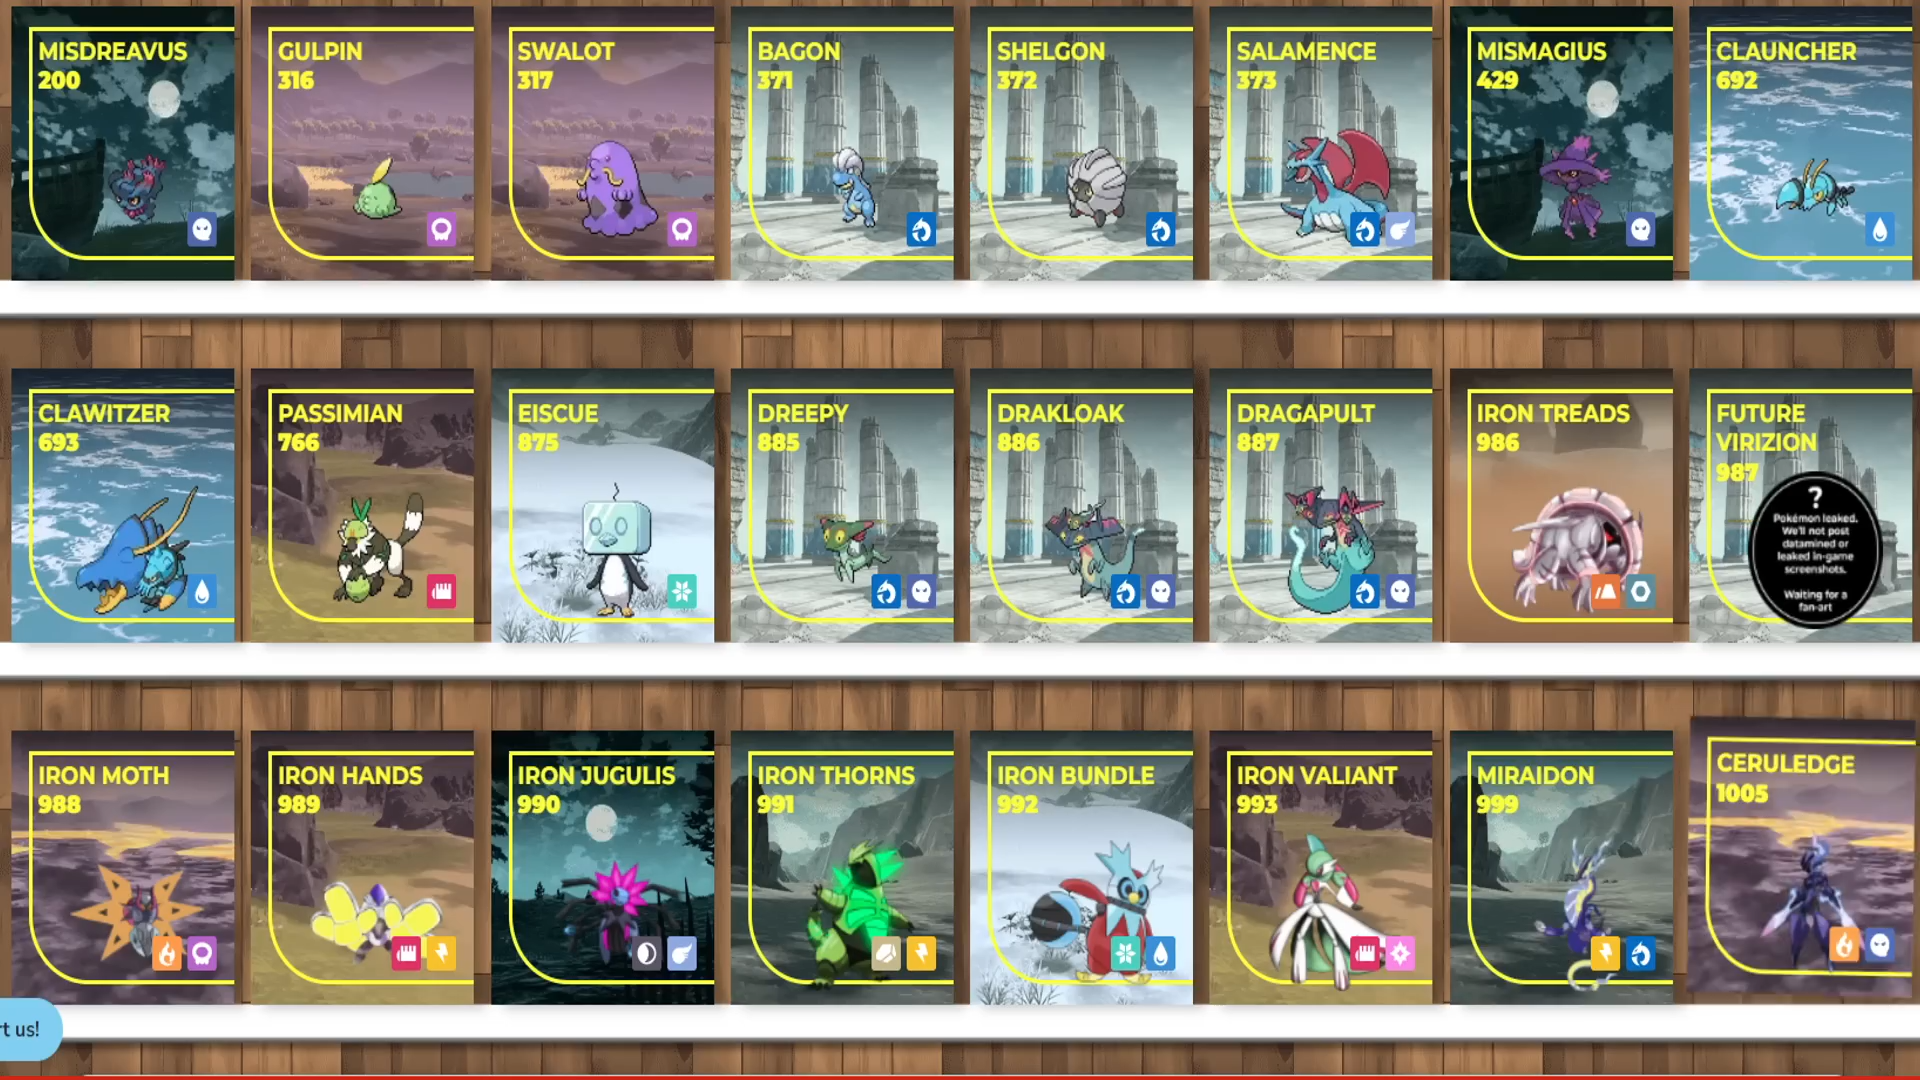 MISDREAVUS
200
GULPIN
316
SWALOT
317
BAGON
371
SHELGON
372
SALAMENCE
373
MISMAGIUS
429
CLAUNCHER
692
CLAWITZER
693
PASSIMIAN
766
EISCUE
875
DREEPY
885
DRAKLOAK
886
DRAGAPULT
887
IRON TREADS
986
FUTURE
VIRIZION
987
?
Pokémon leaked.
We'll not post
datamined or
leaked in-game
screenshots.
Waiting for a
fan-art
IRON MOTH
988
IRON HANDS
989
IRON JUGULIS
990
IRON THORNS
991
IRON BUNDLE
992
IRON VALIANT
993
MIRAIDON
999
CERULEDGE
1005
rt us!